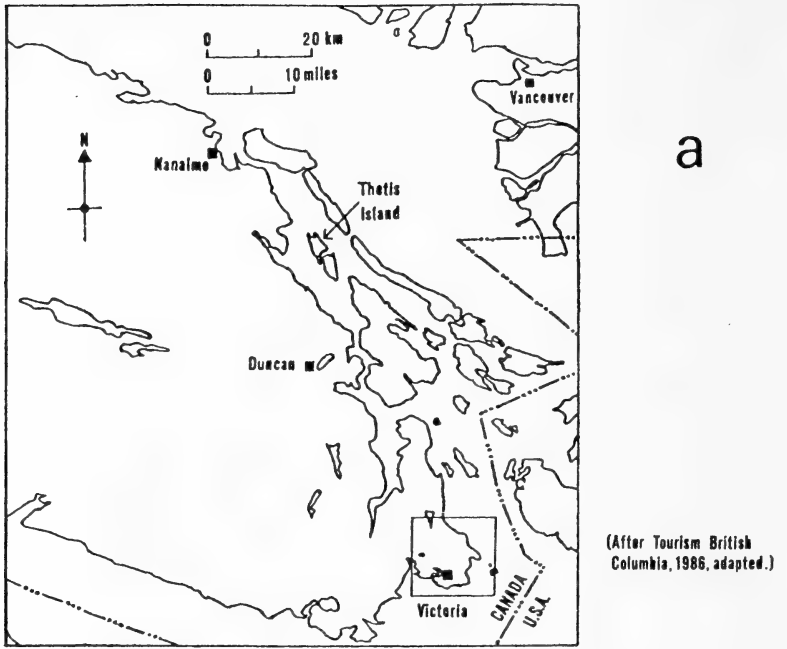 0 20 km
0 10 miles
Vancouver
a
N
Nanaimo
Thetis
Island
Duncan
(After Tourism British
Columbia, 1986, adapted.)
Victoria
CANADA
U.S.A.